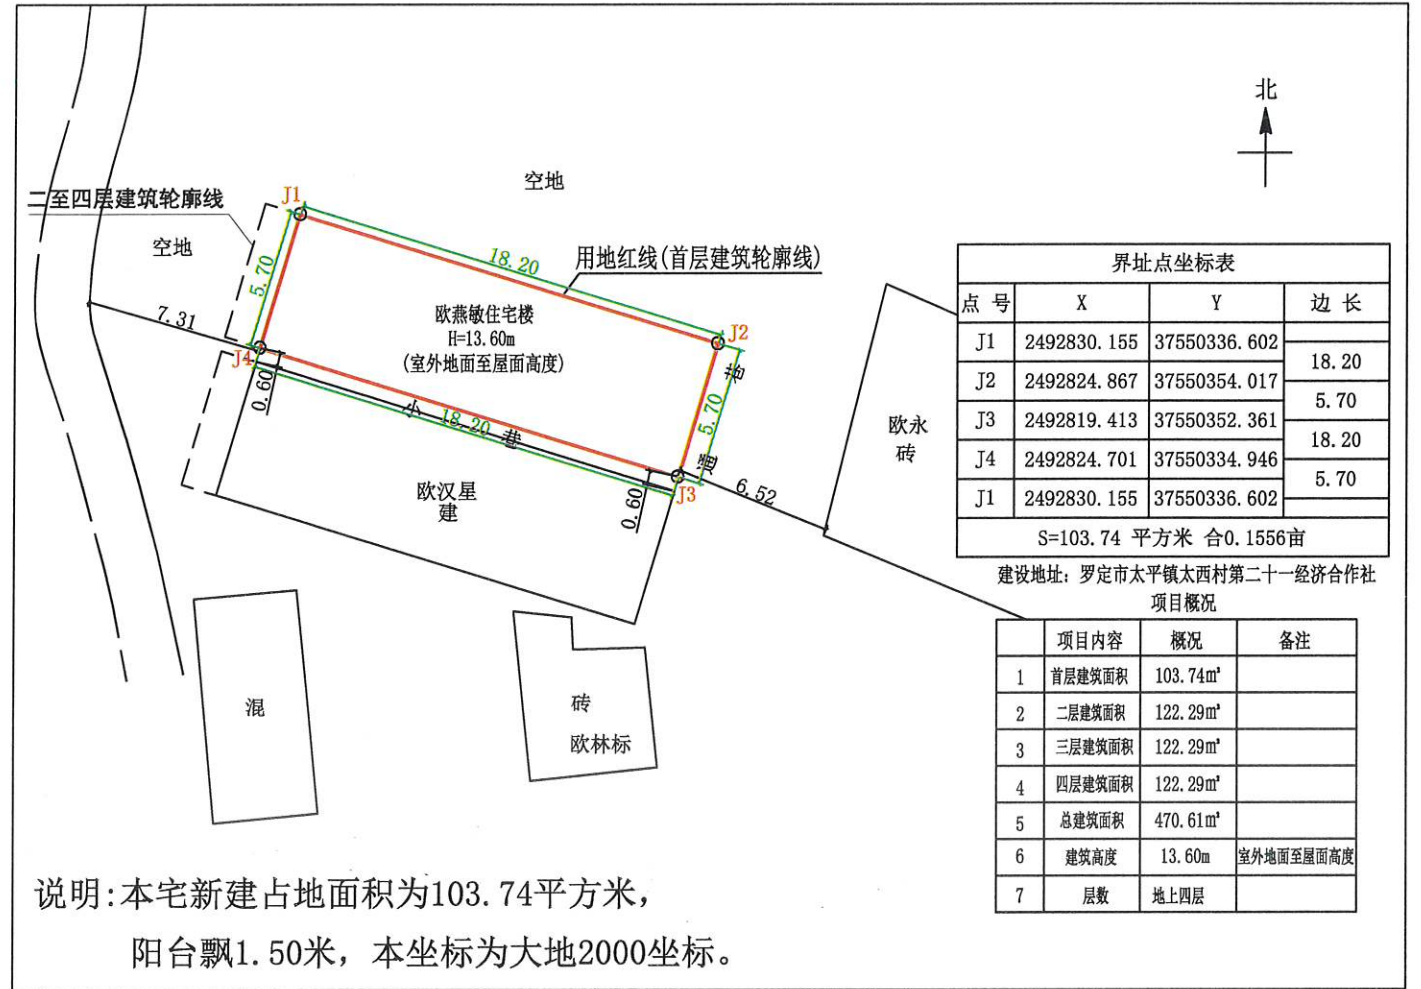 北
空地
二至四层建筑轮廓线
J1
空地
18.20
用地红线(首层建筑轮廓线)
5.70
欧燕敏住宅楼
H=13.60m
(室外地面至屋面高度)
J2
7.31
J4
0.60
小
18.20
巷
巷
5.70
通
欧永
砖
欧汉星
建
J3
0.60
6.52
混
砖
欧林标
界址点坐标表
点 号 X Y 边 长
J1 2492830.155 37550336.602
18.20
J2 2492824.867 37550354.017
5.70
J3 2492819.413 37550352.361
18.20
J4 2492824.701 37550334.946
5.70
J1 2492830.155 37550336.602
S=103.74 平方米 合0.1556亩
建设地址: 罗定市太平镇太西村第二十一经济合作社
项目概况
项目内容 概况 备注
1 首层建筑面积 103.74㎡
2 二层建筑面积 122.29㎡
3 三层建筑面积 122.29㎡
4 四层建筑面积 122.29㎡
5 总建筑面积 470.61㎡
6 建筑高度 13.60m 室外地面至屋面高度
7 层数 地上四层
说明:本宅新建占地面积为103.74平方米，
阳台飘1.50米，本坐标为大地2000坐标。